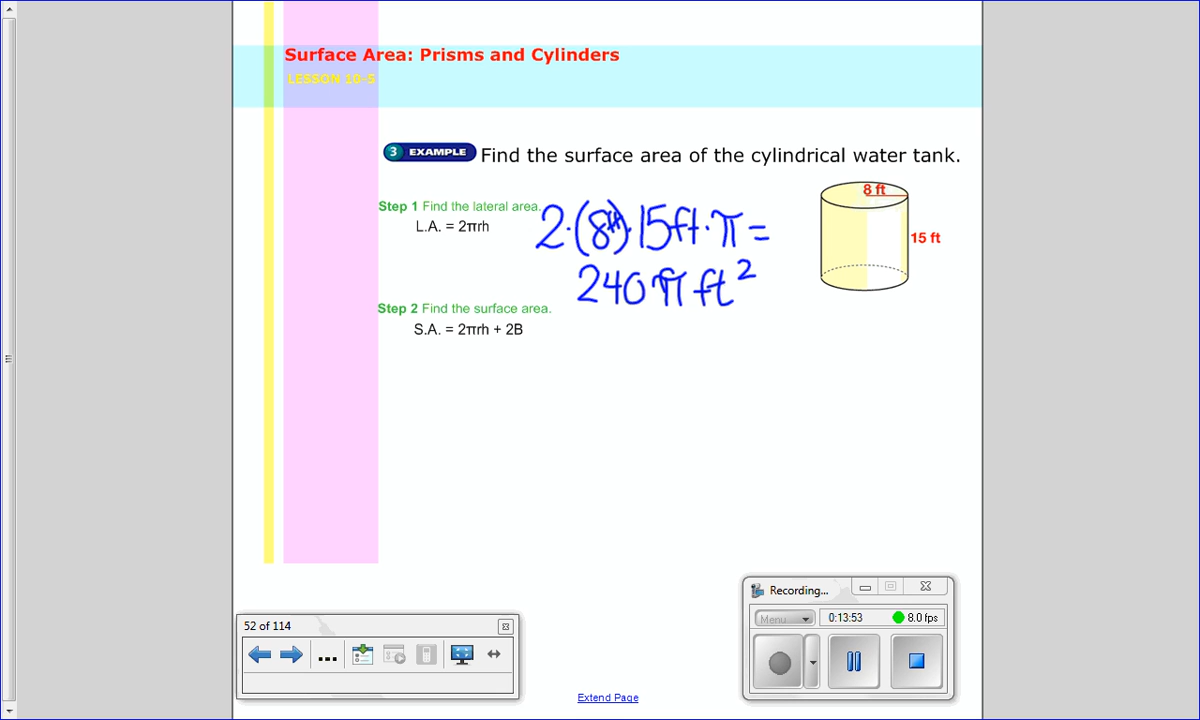 Surface Area: Prisms and Cylinders
LESSON 10-5
3 EXAMPLE Find the surface area of the cylindrical water tank.
8 ft
15 ft
Step 1 Find the lateral area.
L.A. = 2πrh
2·(8ft)·15ft·π=
240πft²
Step 2 Find the surface area.
S.A. = 2πrh + 2B
52 of 114
Extend Page
Recording...
Menu 0:13:53 8.0 fps